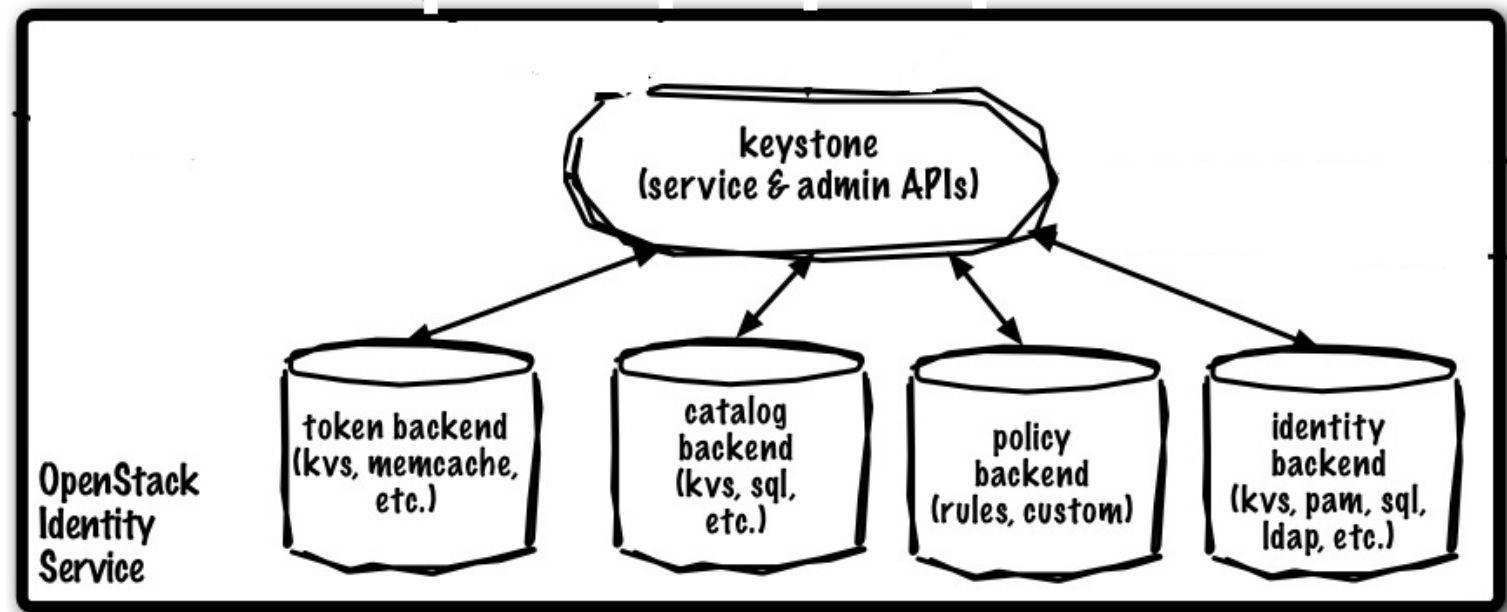 keystone
(service & admin APIs)
token backend
(kvs, memcache,
etc.)
catalog
backend
(kvs, sql,
etc.)
policy
backend
(rules, custom)
identity
backend
(kvs, pam, sql,
ldap, etc.)
OpenStack
Identity
Service